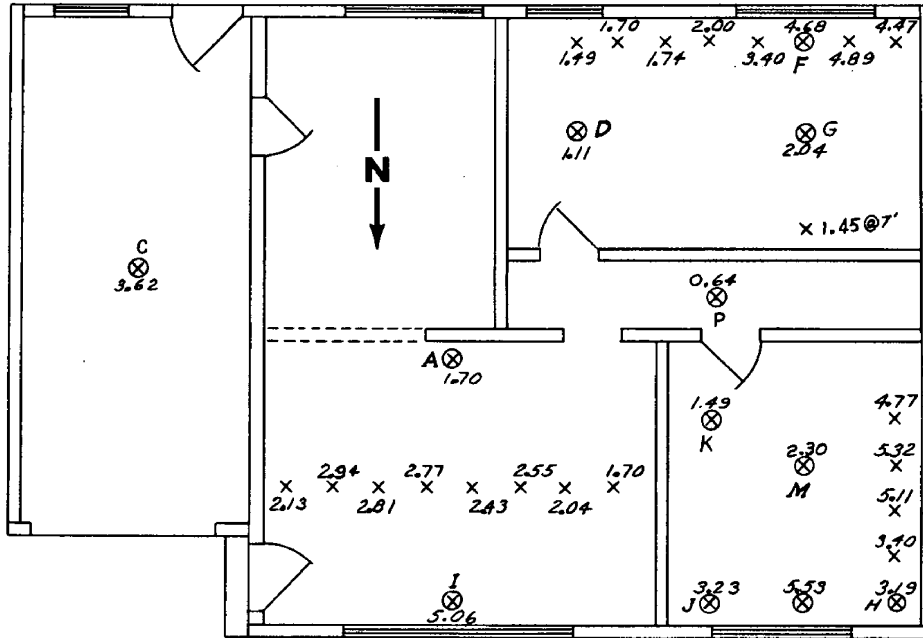 1.70 2.00 4.68 4.47
1.49 1.74 3.40 F 4.89
D G
1.11 2.04
N
1.45@7'
C
3.62
0.64
P
A
1.70
1.49 4.77
K
2.30 5.32
M
2.94 2.77 2.55 1.70
2.13 2.81 2.43 2.04
5.11
3.40
I 3.23 5.53 3.19
J H
5.06